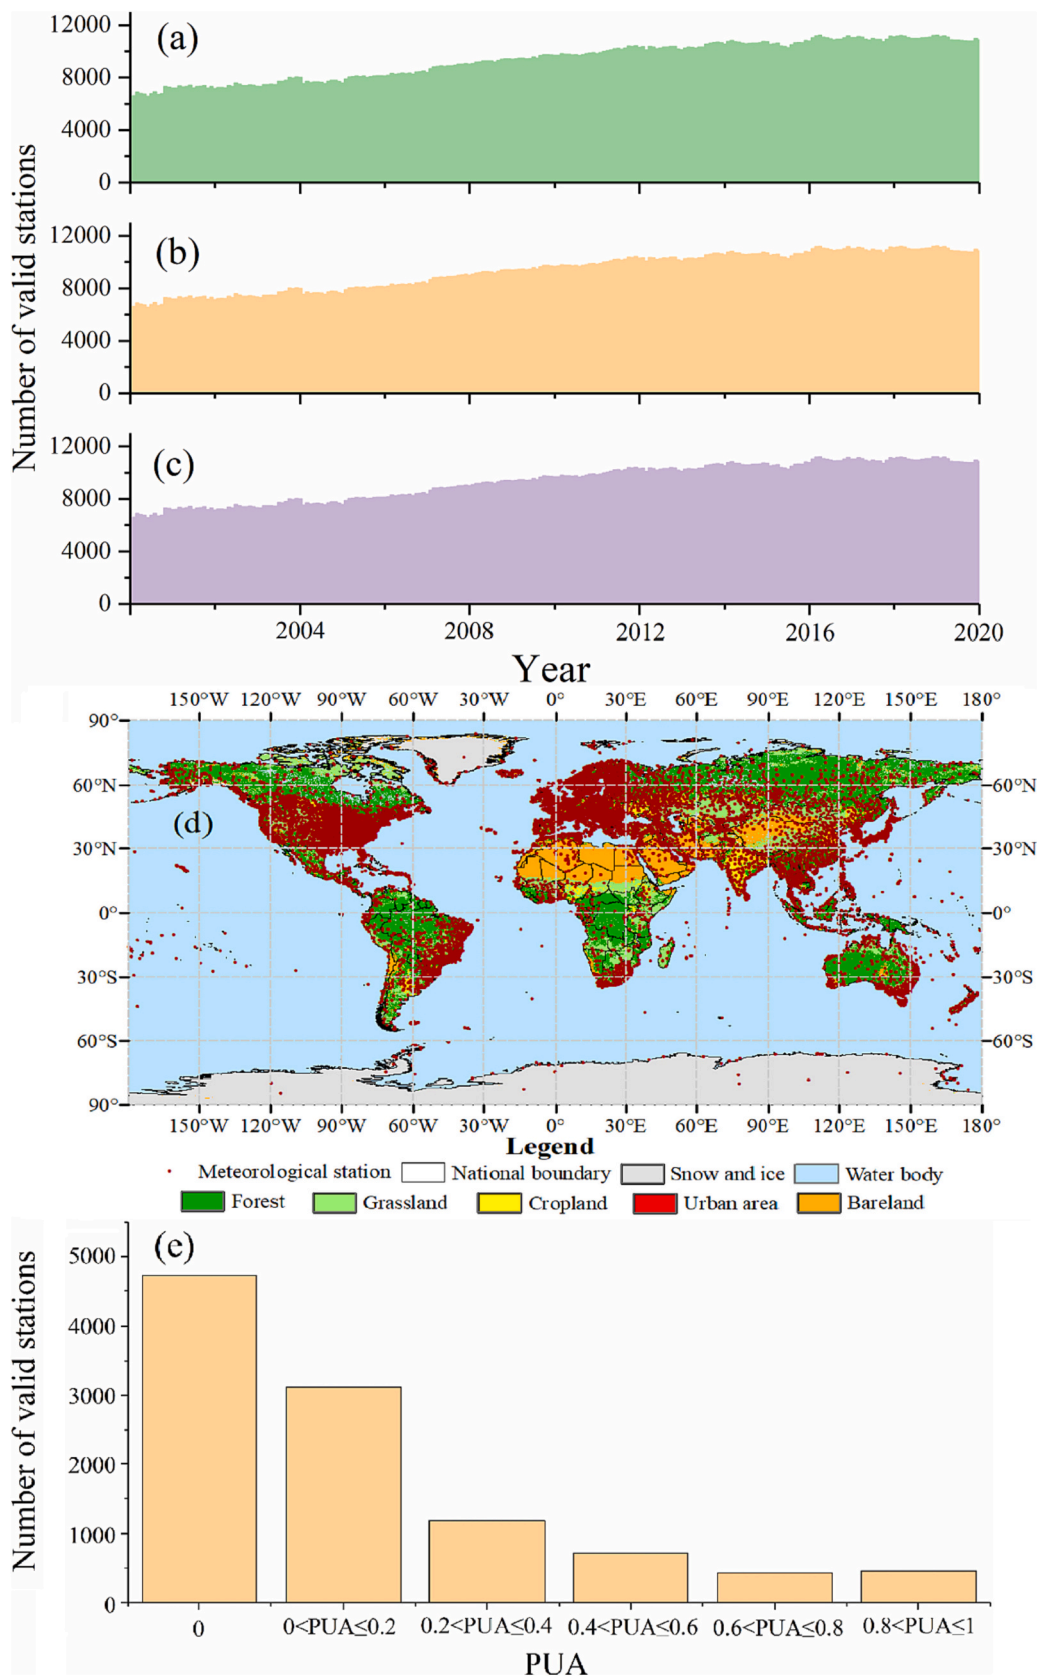 12000
(a)
8000
4000
0
12000
(b)
8000
4000
0
12000
(c)
8000
4000
0
Number of valid stations
2004 2008 2012 2016 2020
Year
150°W 120°W 90°W 60°W 30°W 0° 30°E 60°E 90°E 120°E 150°E 180°
90° 
60°N 60°N
(d)
30°N 30°N
0° 0°
30°S 30°S
60°S 60°S
90°
150°W 120°W 90°W 60°W 30°W 0° 30°E 60°E 90°E 120°E 150°E 180°
Legend
Meteorological station National boundary Snow and ice Water body
Forest Grassland Cropland Urban area Bareland
(e)
5000
4000
3000
2000
1000
0
Number of valid stations
0 0<PUA≤0.2 0.2<PUA≤0.4 0.4<PUA≤0.6 0.6<PUA≤0.8 0.8<PUA≤1
PUA